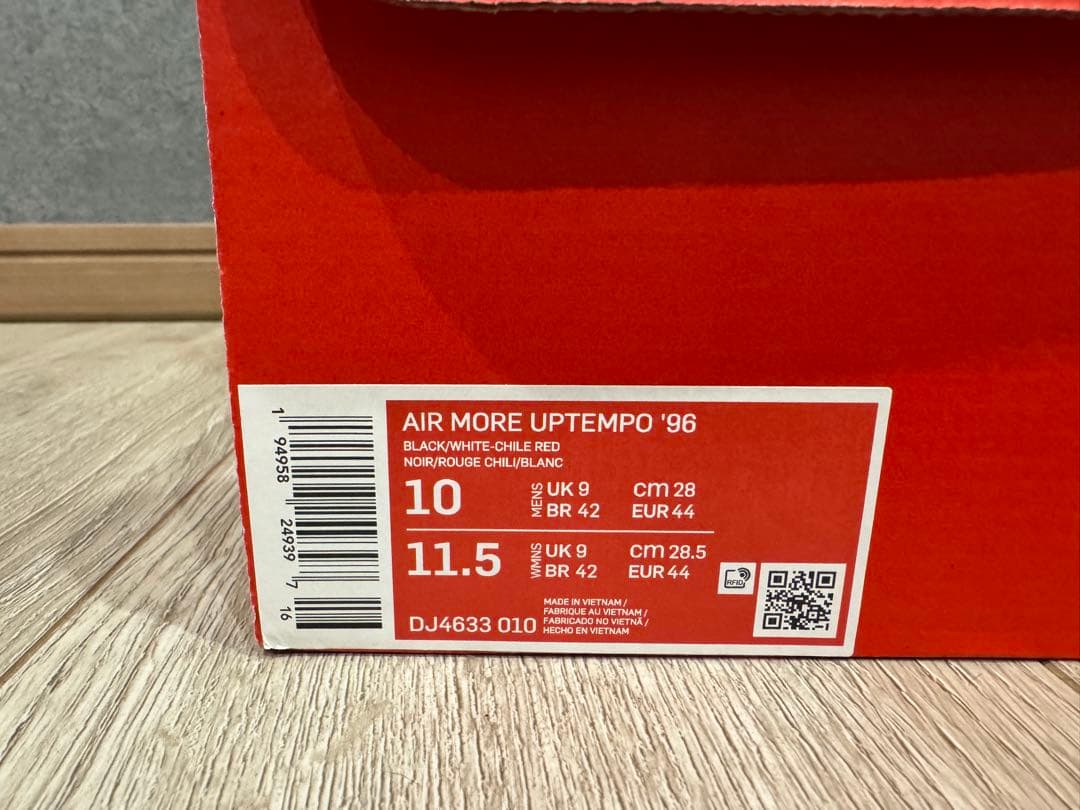 AIR MORE UPTEMPO '96
BLACK/WHITE-CHILE RED
NOIR/ROUGE CHILI/BLANC
10 MENS UK 9 cm 28
BR 42 EUR 44
11.5 WMNS UK 9 cm 28.5
BR 42 EUR 44
RFID
DJ4633 010
MADE IN VIETNAM /
FABRIQUE AU VIETNAM /
FABRICADO NO VIETNÃ /
HECHO EN VIETNAM
1 94958 24939 7 16